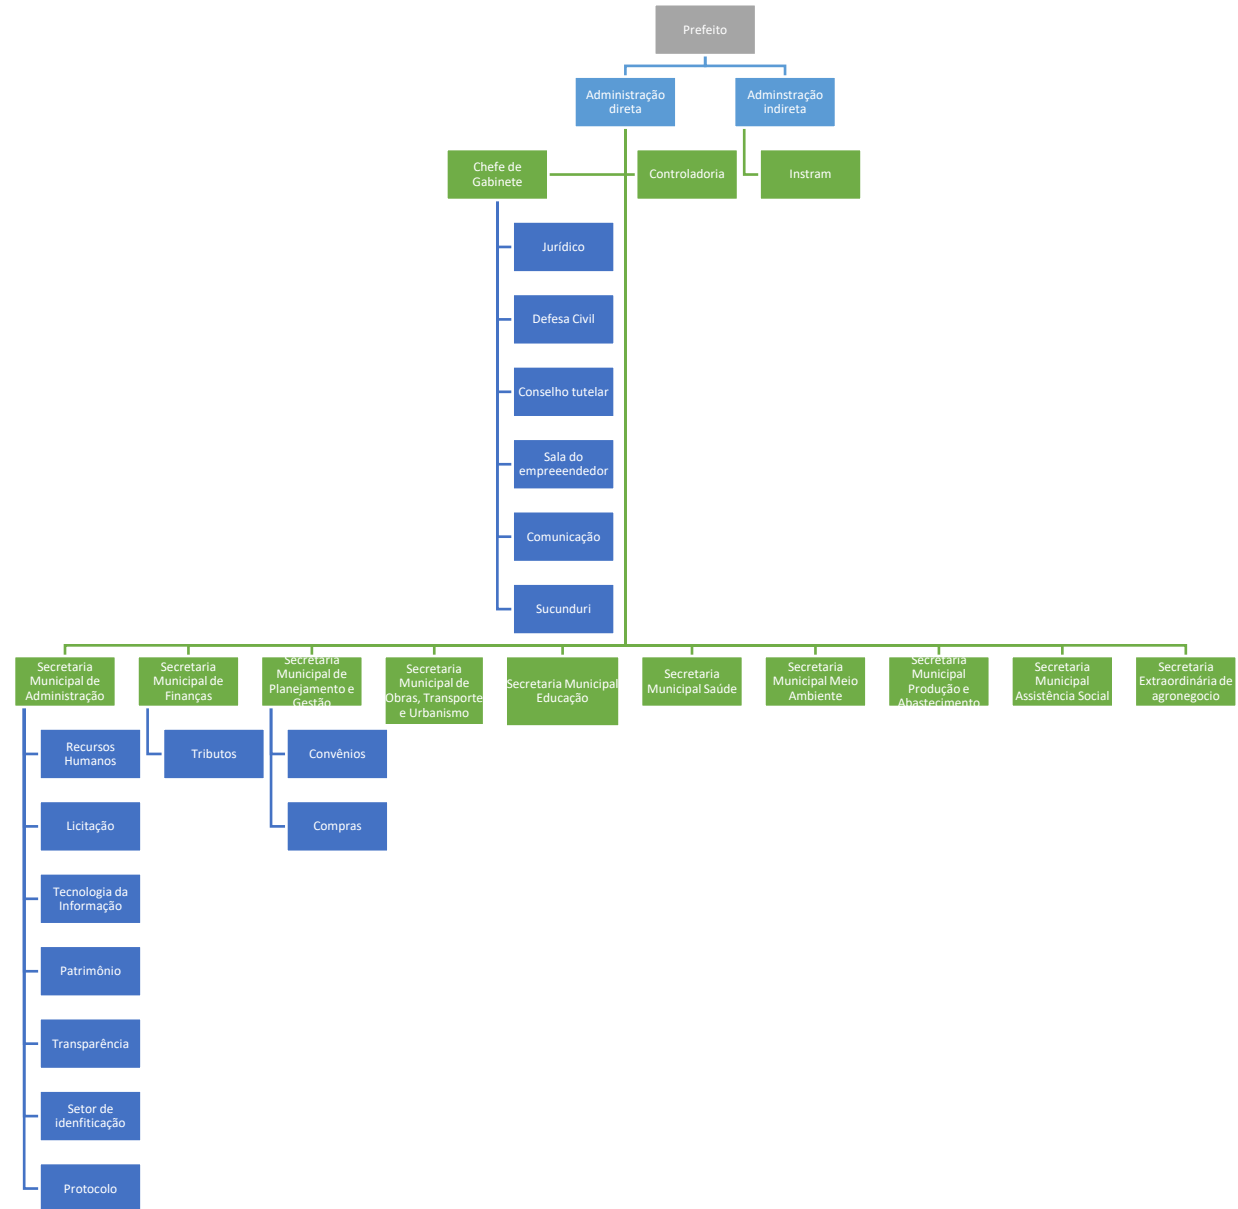 Prefeito
Administração
direta
Adminstração
indireta
Chefe de
Gabinete
Controladoria
Instram
Jurídico
Defesa Civil
Conselho tutelar
Sala do
empreeendedor
Comunicação
Sucunduri
Secretaria
Municipal de
Administração
Secretaria
Municipal de
Finanças
Secretaria
Municipal de
Planejamento e
Gestão
Secretaria
Municipal de
Obras, Transporte
e Urbanismo
Secretaria Municipal
Educação
Secretaria
Municipal Saúde
Secretaria
Municipal Meio
Ambiente
Secretaria
Municipal
Produção e
Abastecimento
Secretaria
Municipal
Assistência Social
Secretaria
Extraordinária de
agronegocio
Recursos
Humanos
Tributos
Convênios
Licitação
Compras
Tecnologia da
Informação
Patrimônio
Transparência
Setor de
idenfiticação
Protocolo